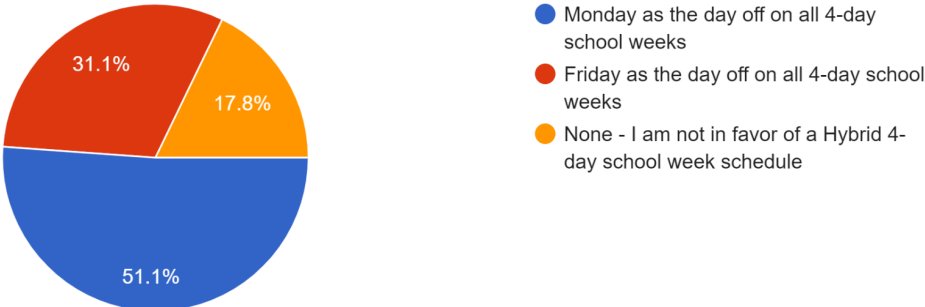 31.1%
17.8%
51.1%
Monday as the day off on all 4-day
school weeks
Friday as the day off on all 4-day school
weeks
None - I am not in favor of a Hybrid 4-
day school week schedule